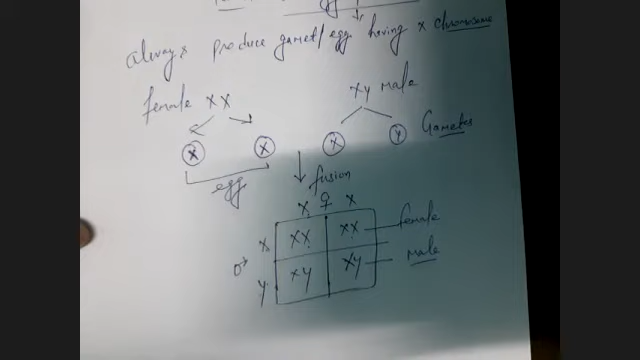 always produce gamet/egg having x chromosome
female XX
XY male
X X X Y Gametes
egg
fusion
X ♀ X
X XX XX female
♂ Y XY XY male